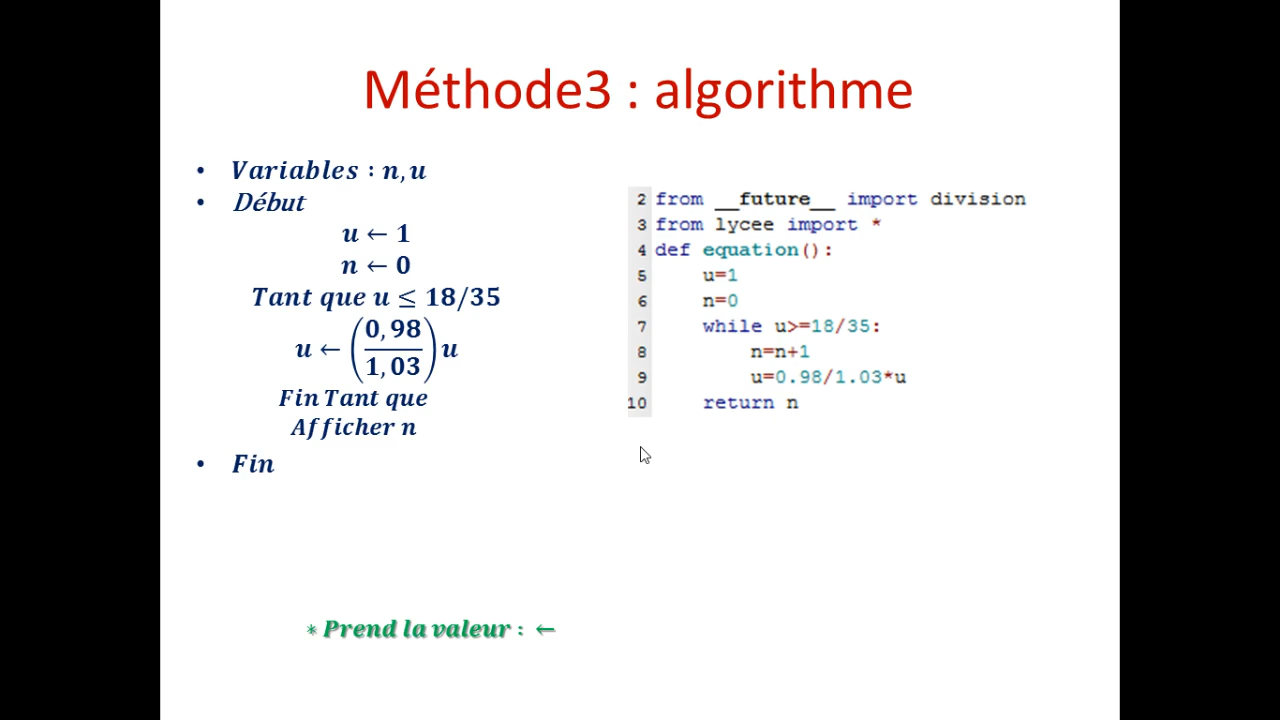 Méthode3 : algorithme
• Variables : n, u
• Début
u ← 1
n ← 0
Tant que u ≤ 18/35
u ← (0,98/1,03) u
Fin Tant que
Afficher n
• Fin
2 from __future__ import division
3 from lycee import *
4 def equation():
5 u=1
6 n=0
7 while u>=18/35:
8 n=n+1
9 u=0.98/1.03*u
10 return n
* Prend la valeur : ←